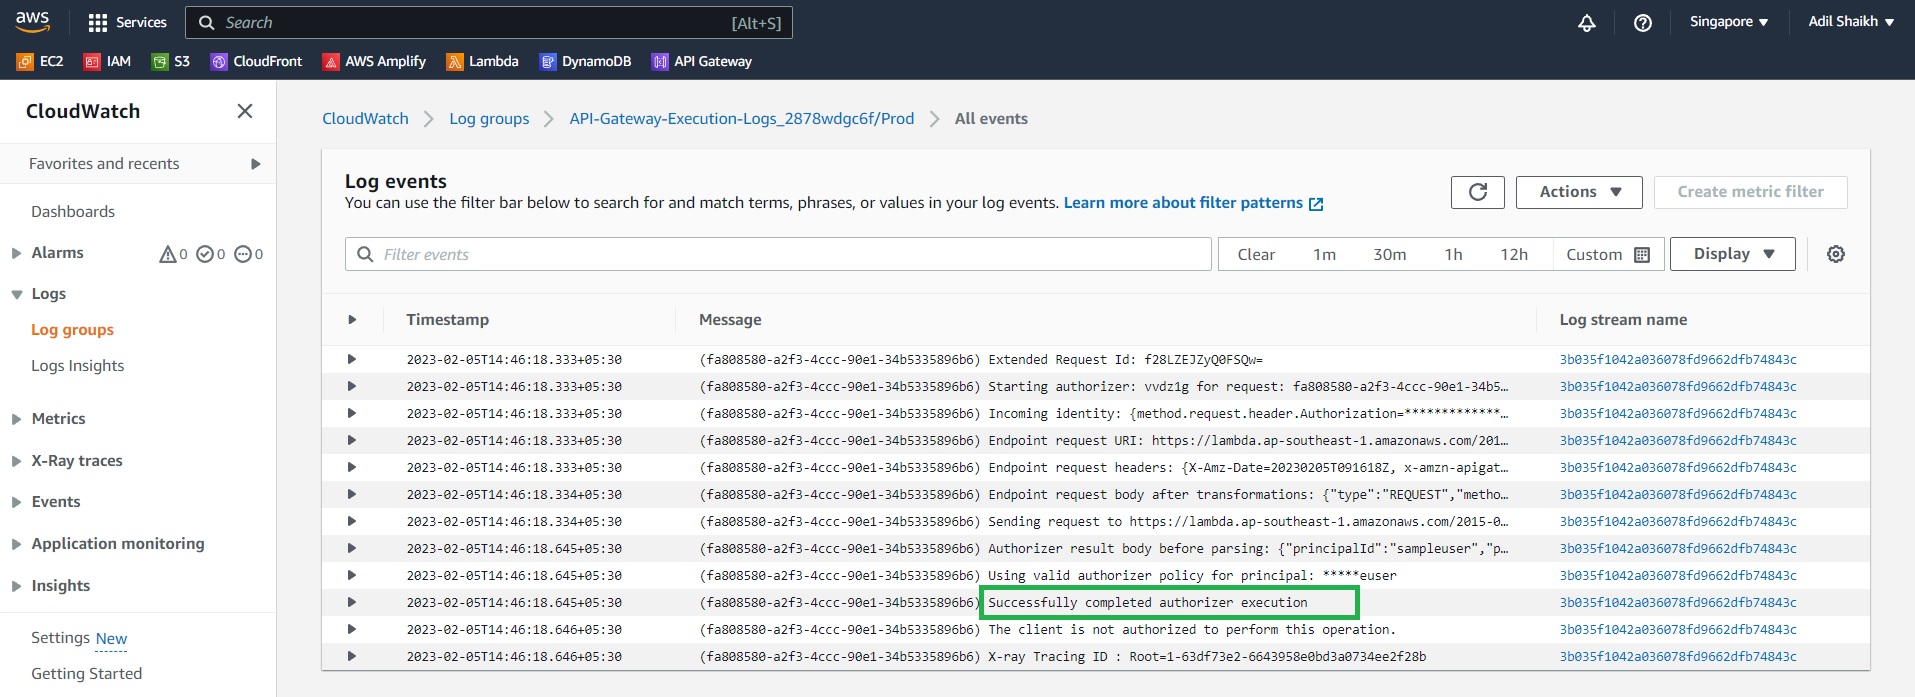 aws Services Search [Alt+S] Singapore Adil Shaikh
EC2 IAM S3 CloudFront AWS Amplify Lambda DynamoDB API Gateway
CloudWatch
Favorites and recents
Dashboards
Alarms 0 0 0
Logs
Log groups
Logs Insights
Metrics
X-Ray traces
Events
Application monitoring
Insights
Settings New
Getting Started
CloudWatch Log groups API-Gateway-Execution-Logs_2878wdgc6f/Prod All events
Log events
You can use the filter bar below to search for and match terms, phrases, or values in your log events. Learn more about filter patterns
Actions Create metric filter
Filter events Clear 1m 30m 1h 12h Custom Display
Timestamp Message Log stream name
2023-02-05T14:46:18.333+05:30 (fa808580-a2f3-4ccc-90e1-34b5335896b6) Extended Request Id: f28LZEJZyQ0FSQw= 3b035f1042a036078fd9662dfb74843c
2023-02-05T14:46:18.333+05:30 (fa808580-a2f3-4ccc-90e1-34b5335896b6) Starting authorizer: vvdz1g for request: fa808580-a2f3-4ccc-90e1-34b5… 3b035f1042a036078fd9662dfb74843c
2023-02-05T14:46:18.333+05:30 (fa808580-a2f3-4ccc-90e1-34b5335896b6) Incoming identity: {method.request.header.Authorization=*************… 3b035f1042a036078fd9662dfb74843c
2023-02-05T14:46:18.333+05:30 (fa808580-a2f3-4ccc-90e1-34b5335896b6) Endpoint request URI: https://lambda.ap-southeast-1.amazonaws.com/201… 3b035f1042a036078fd9662dfb74843c
2023-02-05T14:46:18.333+05:30 (fa808580-a2f3-4ccc-90e1-34b5335896b6) Endpoint request headers: {X-Amz-Date=20230205T091618Z, x-amzn-apigat… 3b035f1042a036078fd9662dfb74843c
2023-02-05T14:46:18.334+05:30 (fa808580-a2f3-4ccc-90e1-34b5335896b6) Endpoint request body after transformations: {"type":"REQUEST","metho… 3b035f1042a036078fd9662dfb74843c
2023-02-05T14:46:18.334+05:30 (fa808580-a2f3-4ccc-90e1-34b5335896b6) Sending request to https://lambda.ap-southeast-1.amazonaws.com/2015-0… 3b035f1042a036078fd9662dfb74843c
2023-02-05T14:46:18.645+05:30 (fa808580-a2f3-4ccc-90e1-34b5335896b6) Authorizer result body before parsing: {"principalId":"sampleuser","p… 3b035f1042a036078fd9662dfb74843c
2023-02-05T14:46:18.645+05:30 (fa808580-a2f3-4ccc-90e1-34b5335896b6) Using valid authorizer policy for principal: *****euser 3b035f1042a036078fd9662dfb74843c
2023-02-05T14:46:18.645+05:30 (fa808580-a2f3-4ccc-90e1-34b5335896b6) Successfully completed authorizer execution 3b035f1042a036078fd9662dfb74843c
2023-02-05T14:46:18.646+05:30 (fa808580-a2f3-4ccc-90e1-34b5335896b6) The client is not authorized to perform this operation. 3b035f1042a036078fd9662dfb74843c
2023-02-05T14:46:18.646+05:30 (fa808580-a2f3-4ccc-90e1-34b5335896b6) X-ray Tracing ID : Root=1-63df73e2-6643958e0bd3a0734ee2f28b 3b035f1042a036078fd9662dfb74843c